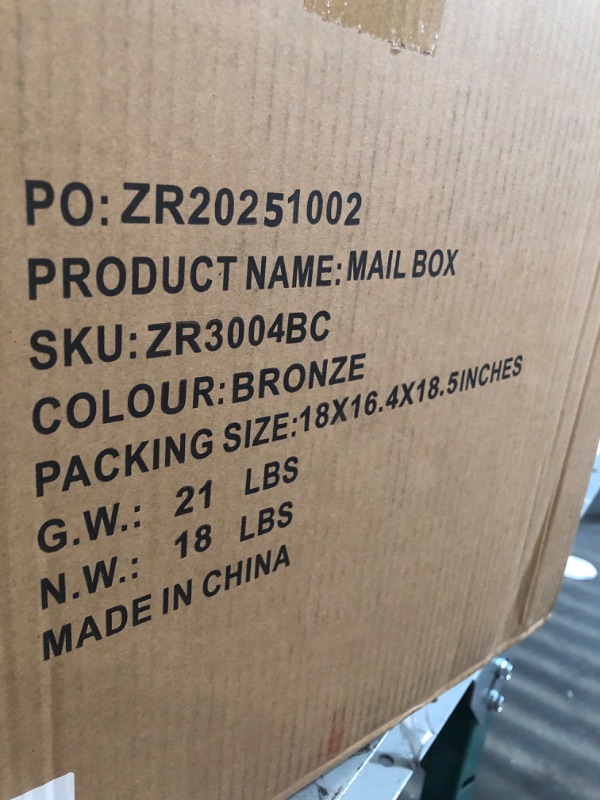 PO: ZR20251002
PRODUCT NAME: MAIL BOX
SKU: ZR3004BC
COLOUR: BRONZE
PACKING SIZE: 18X16.4X18.5INCHES
G.W.: 21 LBS
N.W.: 18 LBS
MADE IN CHINA